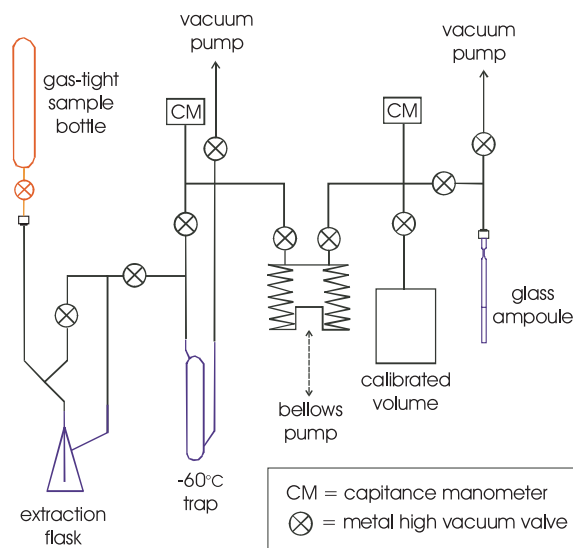 vacuum
pump
vacuum
pump
gas-tight
sample
bottle
CM
CM
glass
ampoule
calibrated
volume
bellows
pump
-60°C
trap
extraction
flask
CM = capitance manometer
= metal high vacuum valve